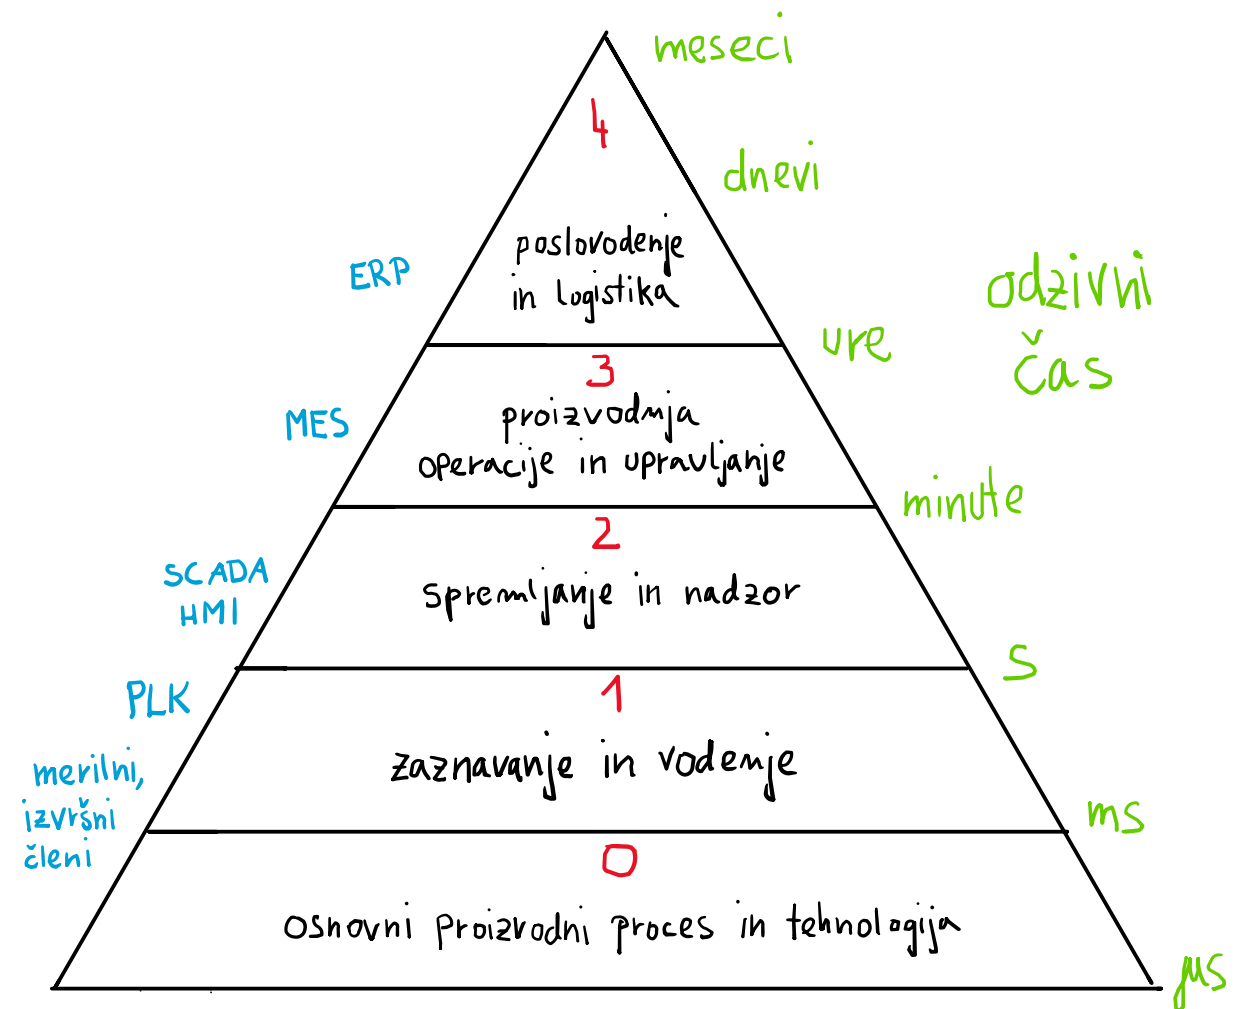 meseci
4
dnevi
poslovodenje
in logistika
ERP
odzivni
čas
ure
3
MES
proizvodnja
operacije in upravljanje
minute
2
SCADA
HMI
spremljanje in nadzor
s
PLK
1
zaznavanje in vodenje
merilni,
izvršni
členi
ms
0
osnovni proizvodni proces in tehnologija
µs